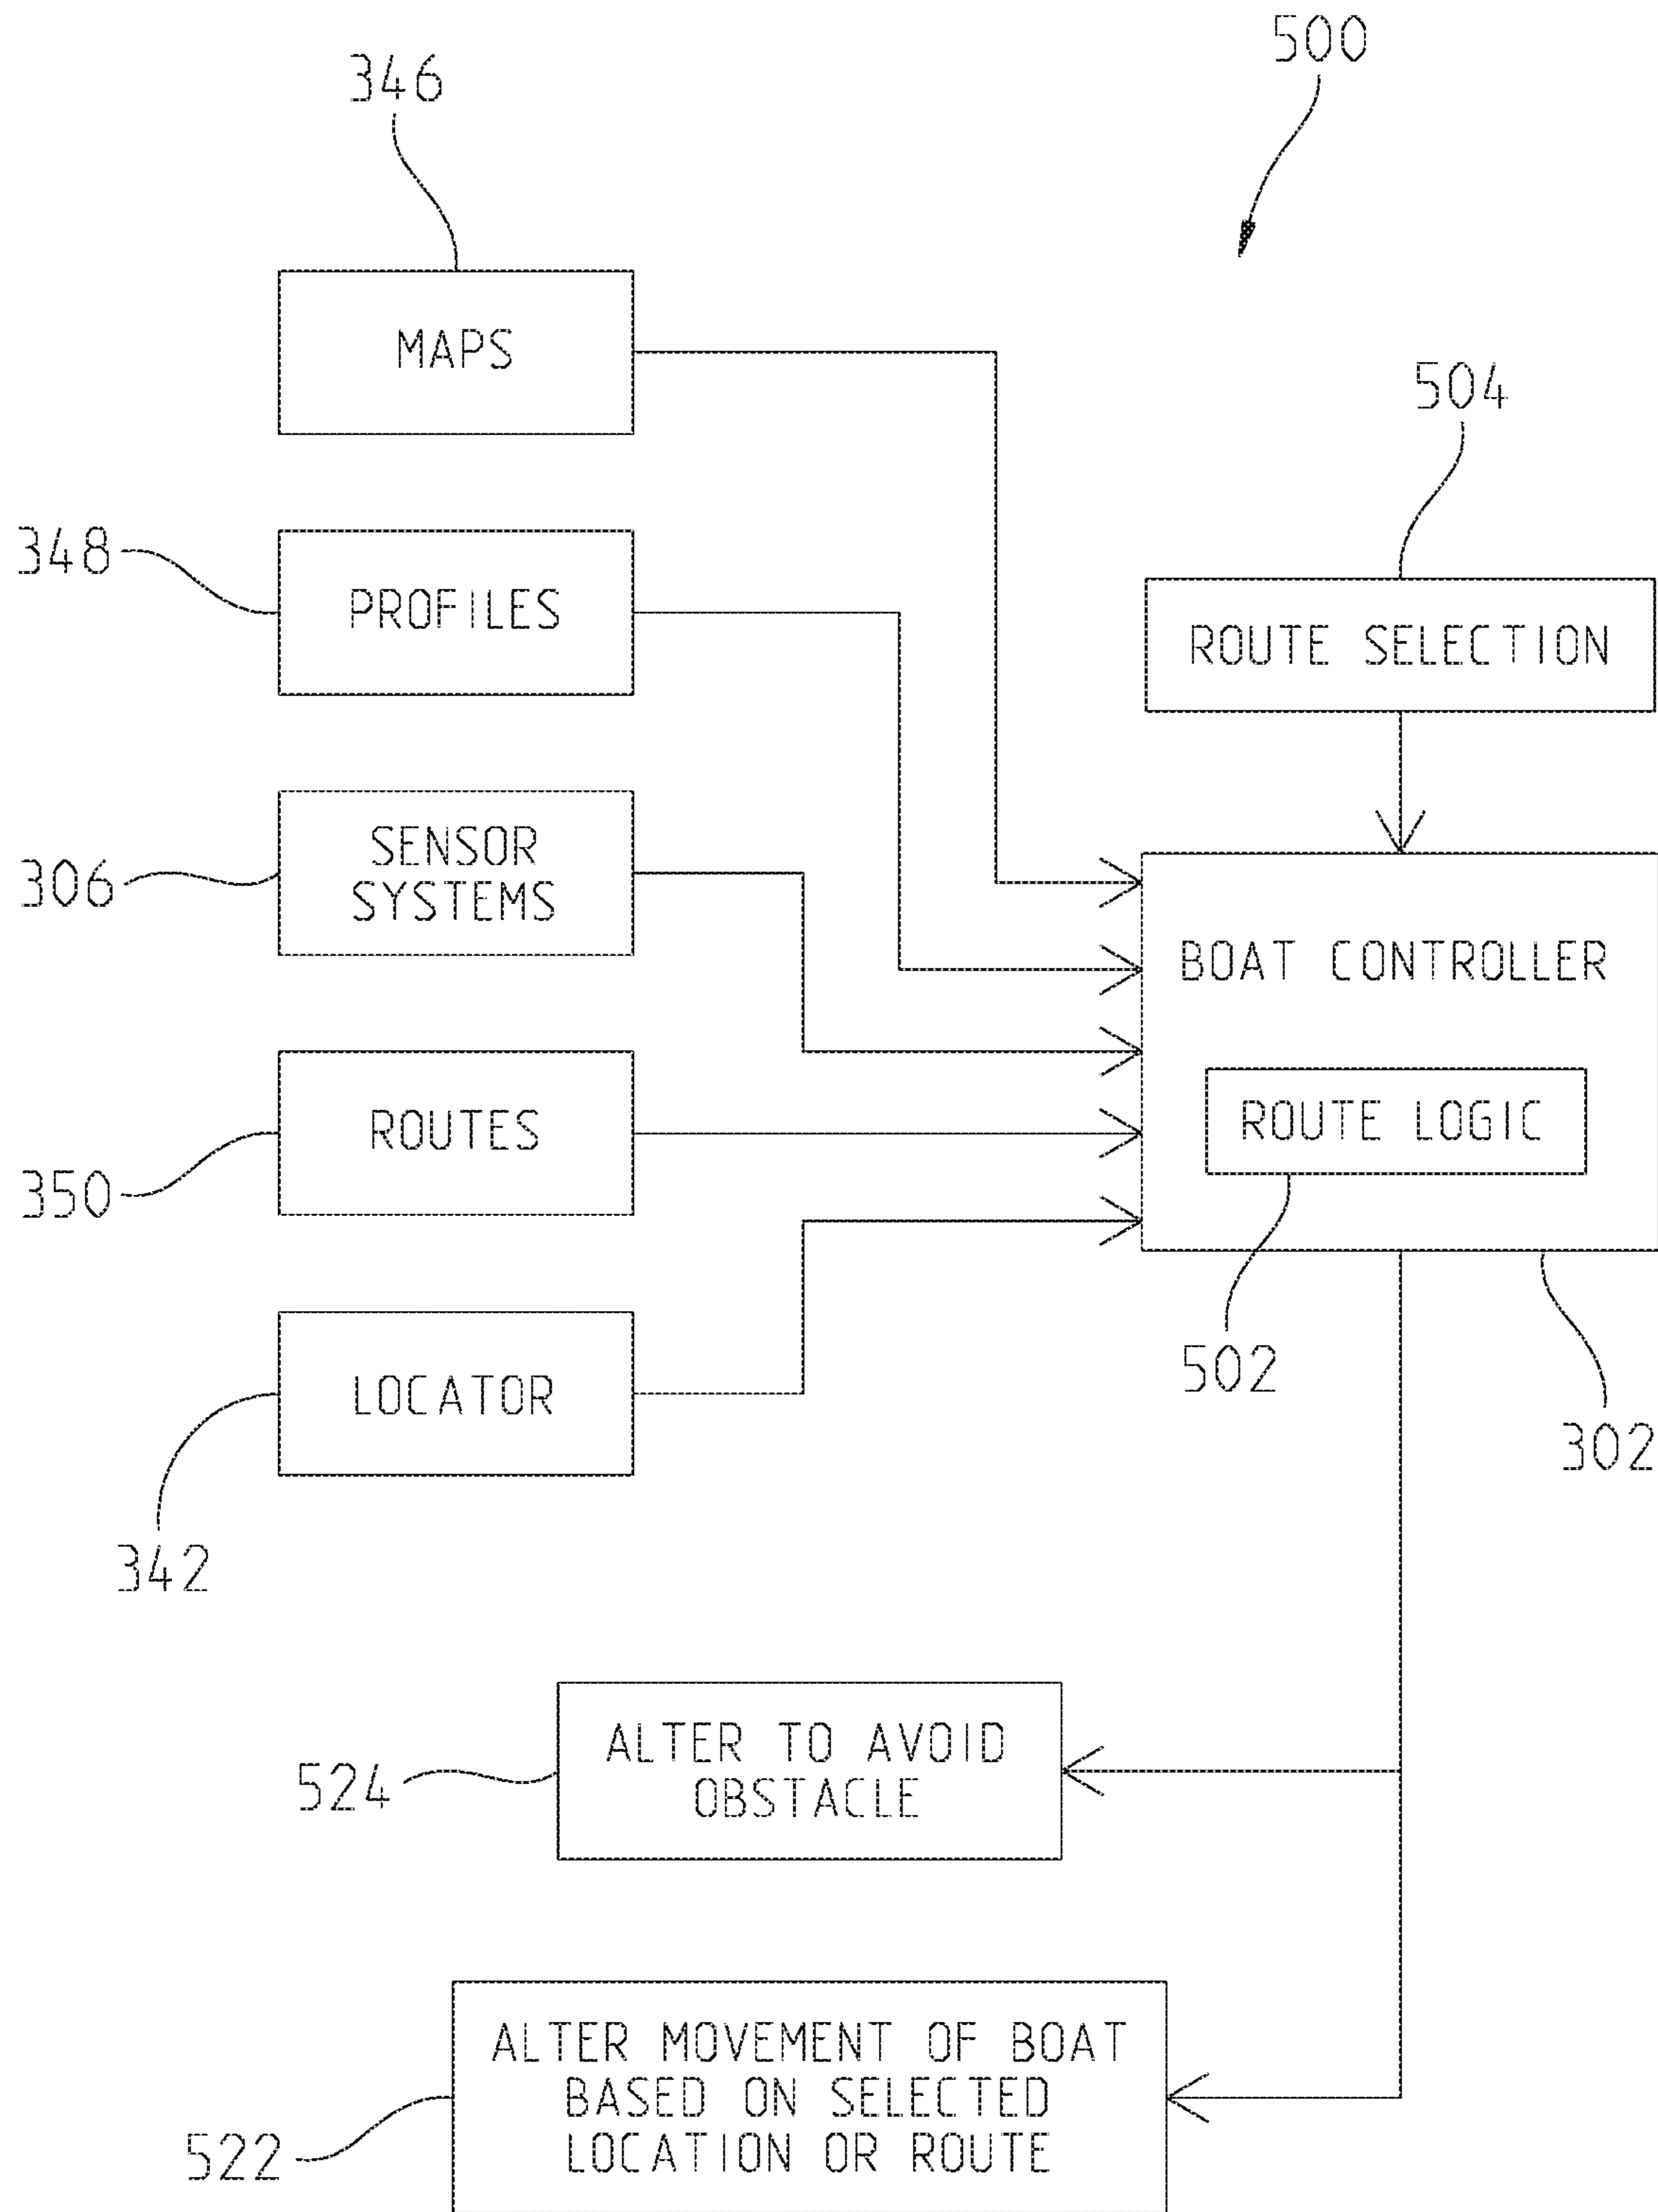 500
346
MAPS
504
348
PROFILES
ROUTE SELECTION
306
SENSOR
SYSTEMS
BOAT CONTROLLER
350
ROUTES
ROUTE LOGIC
502
302
LOCATOR
342
524
ALTER TO AVOID
OBSTACLE
522
ALTER MOVEMENT OF BOAT
BASED ON SELECTED
LOCATION OR ROUTE